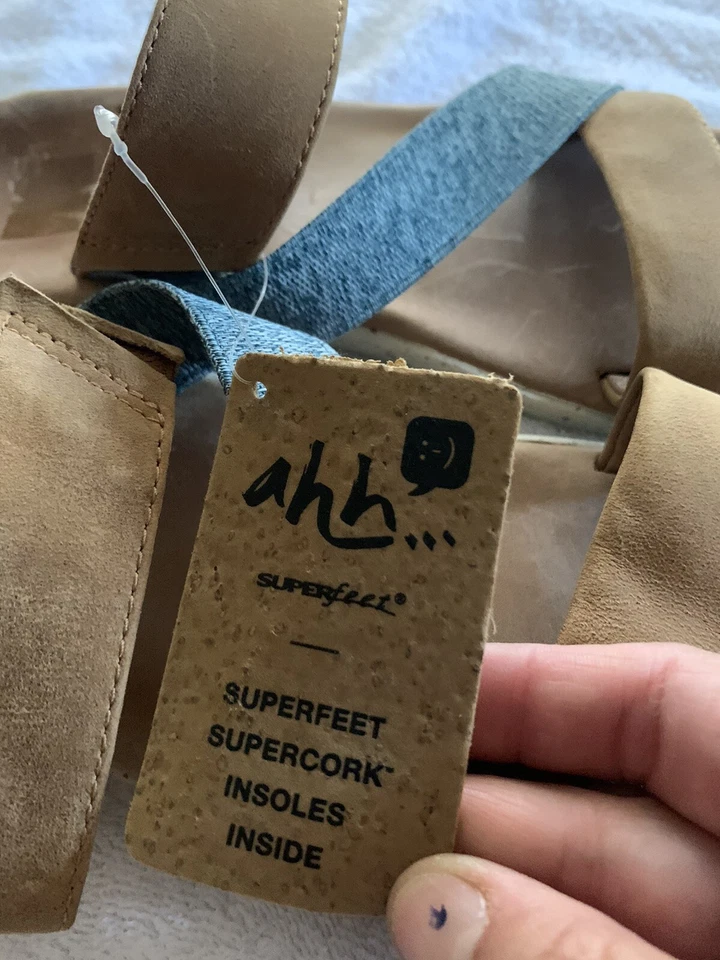 :-)
ahh...
SUPERfeet®
SUPERFEET
SUPERCORK™
INSOLES
INSIDE